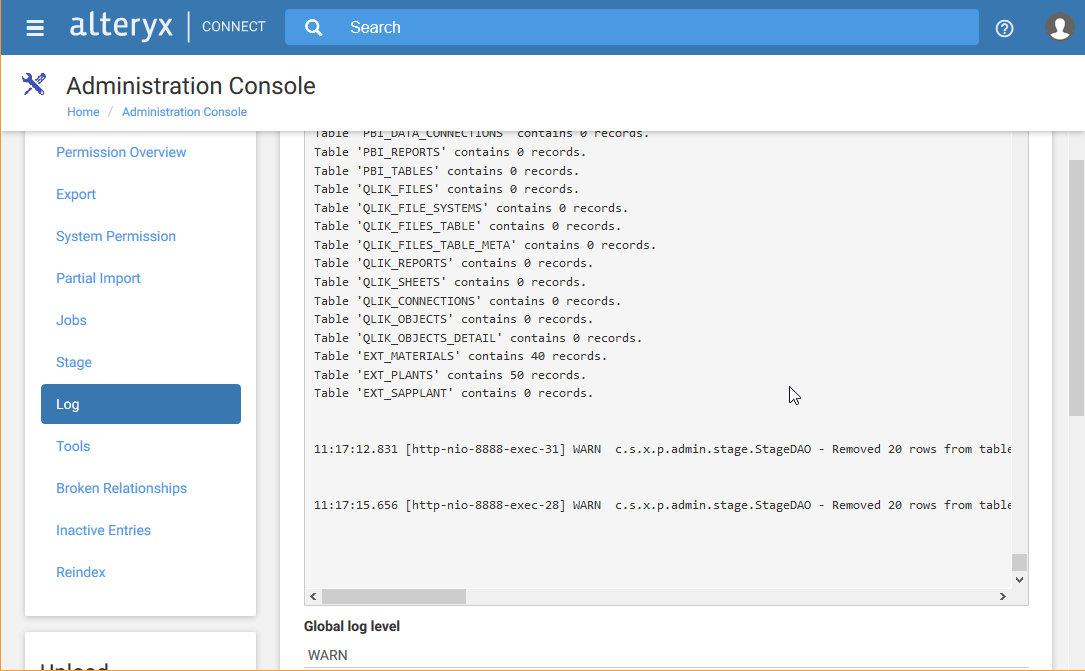 alteryx CONNECT Search
Administration Console
Home / Administration Console
Permission Overview
Export
System Permission
Partial Import
Jobs
Stage
Log
Tools
Broken Relationships
Inactive Entries
Reindex
Upload
Table 'PBI_DATA_CONNECTIONS' contains 0 records.
Table 'PBI_REPORTS' contains 0 records.
Table 'PBI_TABLES' contains 0 records.
Table 'QLIK_FILES' contains 0 records.
Table 'QLIK_FILE_SYSTEMS' contains 0 records.
Table 'QLIK_FILES_TABLE' contains 0 records.
Table 'QLIK_FILES_TABLE_META' contains 0 records.
Table 'QLIK_REPORTS' contains 0 records.
Table 'QLIK_SHEETS' contains 0 records.
Table 'QLIK_CONNECTIONS' contains 0 records.
Table 'QLIK_OBJECTS' contains 0 records.
Table 'QLIK_OBJECTS_DETAIL' contains 0 records.
Table 'EXT_MATERIALS' contains 40 records.
Table 'EXT_PLANTS' contains 50 records.
Table 'EXT_SAPPLANT' contains 0 records.
11:17:12.831 [http-nio-8888-exec-31] WARN  c.s.x.p.admin.stage.StageDAO - Removed 20 rows from table
11:17:15.656 [http-nio-8888-exec-28] WARN  c.s.x.p.admin.stage.StageDAO - Removed 20 rows from table
Global log level
WARN